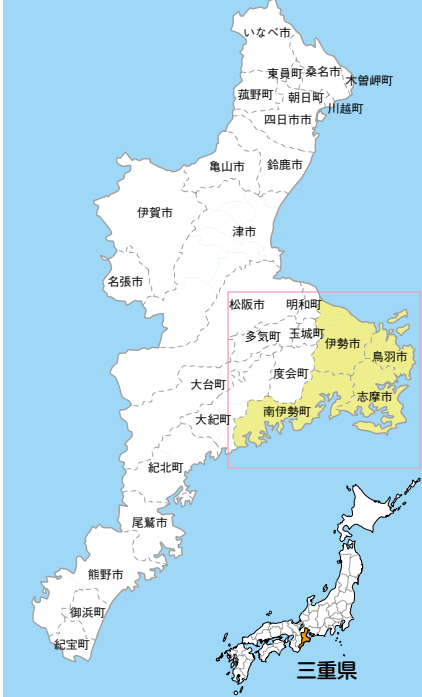 いなべ市
東員町
桑名市
木曽岬町
菰野町
朝日町
川越町
四日市市
亀山市
鈴鹿市
伊賀市
津市
名張市
松阪市
明和町
多気町
玉城町
伊勢市
鳥羽市
度会町
大台町
志摩市
大紀町
南伊勢町
紀北町
尾鷲市
熊野市
御浜町
紀宝町
三重県